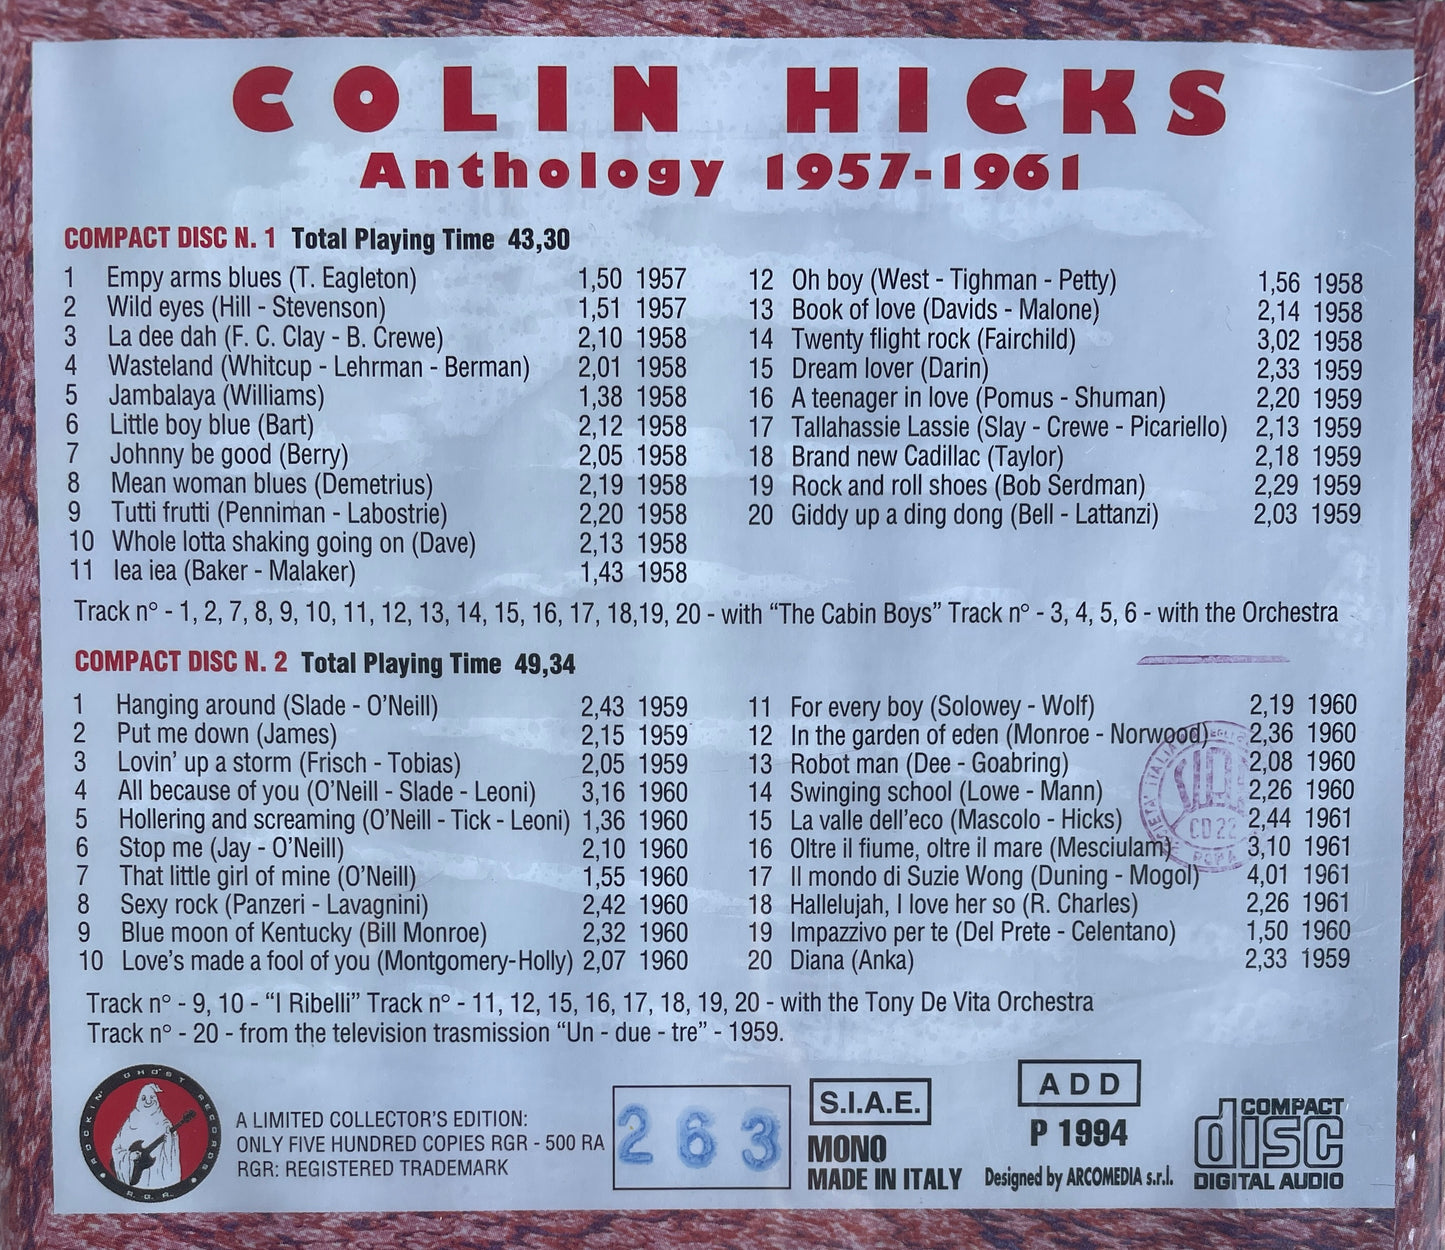 COLIN HICKS
Anthology 1957-1961
COMPACT DISC N. 1 Total Playing Time 43,30
1 Empy arms blues (T. Eagleton) 1,50 1957
2 Wild eyes (Hill - Stevenson) 1,51 1957
3 La dee dah (F. C. Clay - B. Crewe) 2,10 1958
4 Wasteland (Whitcup - Lehrman - Berman) 2,01 1958
5 Jambalaya (Williams) 1,38 1958
6 Little boy blue (Bart) 2,12 1958
7 Johnny be good (Berry) 2,05 1958
8 Mean woman blues (Demetrius) 2,19 1958
9 Tutti frutti (Penniman - Labostrie) 2,20 1958
10 Whole lotta shaking going on (Dave) 2,13 1958
11 Iea iea (Baker - Malaker) 1,43 1958
12 Oh boy (West - Tighman - Petty) 1,56 1958
13 Book of love (Davids - Malone) 2,14 1958
14 Twenty flight rock (Fairchild) 3,02 1958
15 Dream lover (Darin) 2,33 1959
16 A teenager in love (Pomus - Shuman) 2,20 1959
17 Tallahassie Lassie (Slay - Crewe - Picariello) 2,13 1959
18 Brand new Cadillac (Taylor) 2,18 1959
19 Rock and roll shoes (Bob Serdman) 2,29 1959
20 Giddy up a ding dong (Bell - Lattanzi) 2,03 1959
Track n° - 1, 2, 7, 8, 9, 10, 11, 12, 13, 14, 15, 16, 17, 18,19, 20 - with “The Cabin Boys” Track n° - 3, 4, 5, 6 - with the Orchestra
COMPACT DISC N. 2 Total Playing Time 49,34
1 Hanging around (Slade - O’Neill) 2,43 1959
2 Put me down (James) 2,15 1959
3 Lovin’ up a storm (Frisch - Tobias) 2,05 1959
4 All because of you (O’Neill - Slade - Leoni) 3,16 1960
5 Hollering and screaming (O’Neill - Tick - Leoni) 1,36 1960
6 Stop me (Jay - O’Neill) 2,10 1960
7 That little girl of mine (O’Neill) 1,55 1960
8 Sexy rock (Panzeri - Lavagnini) 2,42 1960
9 Blue moon of Kentucky (Bill Monroe) 2,32 1960
10 Love’s made a fool of you (Montgomery-Holly) 2,07 1960
11 For every boy (Solowey - Wolf) 2,19 1960
12 In the garden of eden (Monroe - Norwood) 2,36 1960
13 Robot man (Dee - Goabring) 2,08 1960
14 Swinging school (Lowe - Mann) 2,26 1960
15 La valle dell’eco (Mascolo - Hicks) 2,44 1961
16 Oltre il fiume, oltre il mare (Mesciulam) 3,10 1961
17 Il mondo di Suzie Wong (Duning - Mogol) 4,01 1961
18 Hallelujah, I love her so (R. Charles) 2,26 1961
19 Impazzivo per te (Del Prete - Celentano) 1,50 1960
20 Diana (Anka) 2,33 1959
CD 22
ROMA
Track n° - 9, 10 - “I Ribelli” Track n° - 11, 12, 15, 16, 17, 18, 19, 20 - with the Tony De Vita Orchestra
Track n° - 20 - from the television trasmission “Un - due - tre” - 1959.
ROCKIN' GHOST RECORDS
R.G.R.
A LIMITED COLLECTOR’S EDITION:
ONLY FIVE HUNDRED COPIES RGR - 500 RA
RGR: REGISTERED TRADEMARK
263
S.I.A.E.
MONO
MADE IN ITALY
ADD
P 1994
Designed by ARCOMEDIA s.r.l.
COMPACT
disc
DIGITAL AUDIO